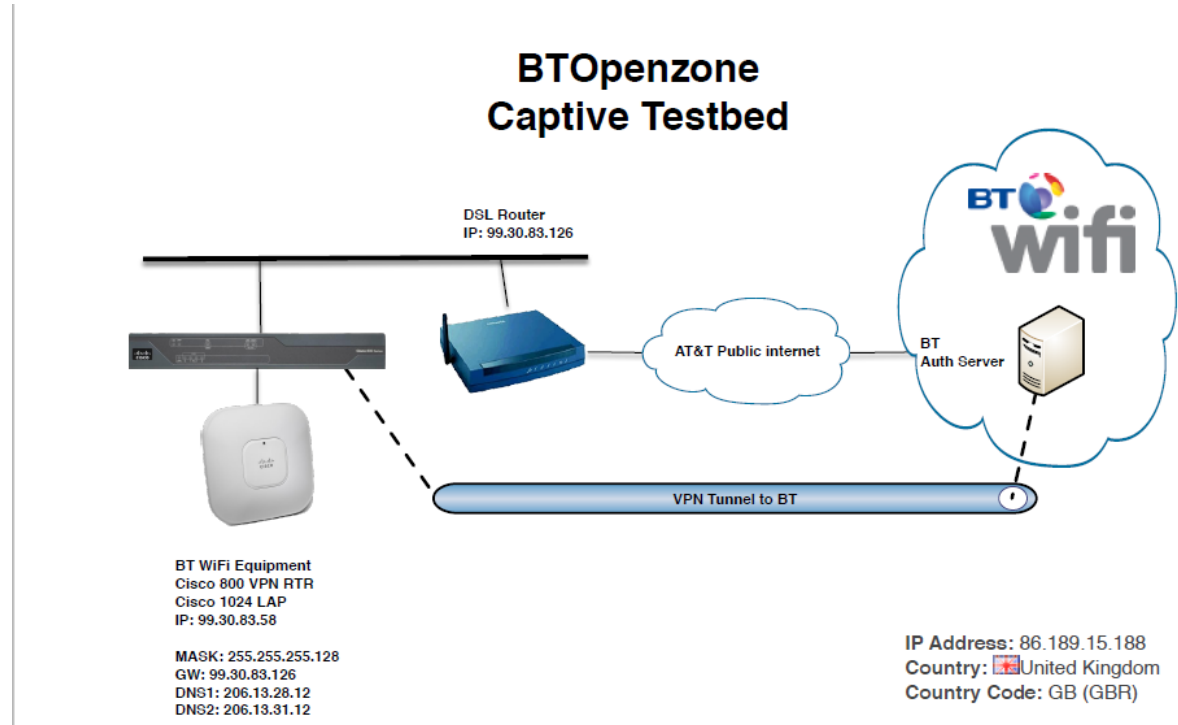 BTOpenzone
Captive Testbed
DSL Router
IP: 99.30.83.126
BT
wifi
AT&T Public internet
BT
Auth Server
VPN Tunnel to BT
BT WiFi Equipment
Cisco 800 VPN RTR
Cisco 1024 LAP
IP: 99.30.83.58
MASK: 255.255.255.128
GW: 99.30.83.126
DNS1: 206.13.28.12
DNS2: 206.13.31.12
IP Address: 86.189.15.188
Country: United Kingdom
Country Code: GB (GBR)